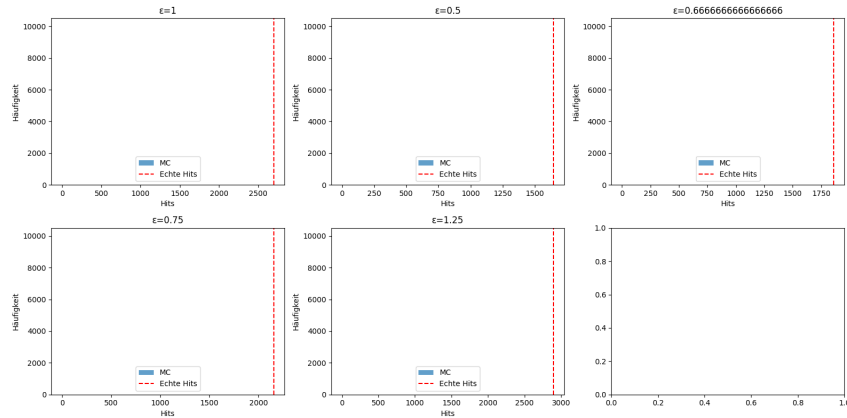 ε=1
Häufigkeit
10000
8000
6000
4000
2000
0
MC
Echte Hits
0 500 1000 1500 2000 2500
Hits
ε=0.5
Häufigkeit
10000
8000
6000
4000
2000
0
MC
Echte Hits
0 250 500 750 1000 1250 1500
Hits
ε=0.6666666666666666
Häufigkeit
10000
8000
6000
4000
2000
0
MC
Echte Hits
0 250 500 750 1000 1250 1500 1750
Hits
ε=0.75
Häufigkeit
10000
8000
6000
4000
2000
0
MC
Echte Hits
0 500 1000 1500 2000
Hits
ε=1.25
Häufigkeit
10000
8000
6000
4000
2000
0
MC
Echte Hits
0 500 1000 1500 2000 2500 3000
Hits
1.0
0.8
0.6
0.4
0.2
0.0
0.0 0.2 0.4 0.6 0.8 1.0